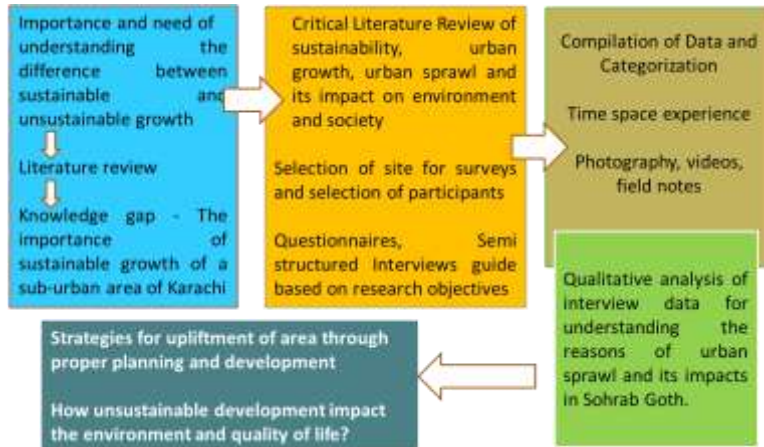 Importance and need of
understanding the
difference between
sustainable and
unsustainable growth
Literature review
Knowledge gap - The
importance of
sustainable growth of a
sub-urban area of Karachi
Critical Literature Review of
sustainability, urban
growth, urban sprawl and
its impact on environment
and society
Selection of site for surveys
and selection of participants
Questionnaires, Semi
structured Interviews guide
based on research objectives
Compilation of Data and
Categorization
Time space experience
Photography, videos,
field notes
Qualitative analysis of
interview data for
understanding the
reasons of urban
sprawl and its impacts
in Sohrab Goth.
Strategies for upliftment of area through
proper planning and development
How unsustainable development impact
the environment and quality of life?